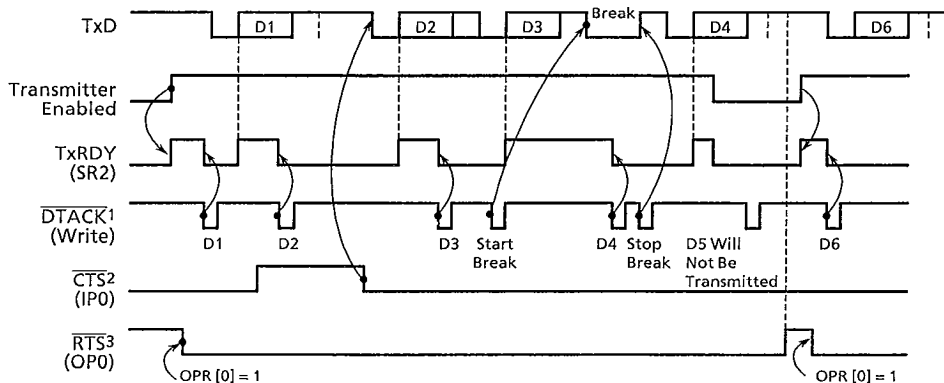 Break
TxD D1 D2 D3 D4 D6
Transmitter
Enabled
TxRDY
(SR2)
DTACK1
(Write)
D1 D2 D3 Start
Break D4 Stop
Break D5 Will
Not Be
Transmitted D6
CTS2
(IP0)
RTS3
(OP0)
OPR [0] = 1 OPR [0] = 1